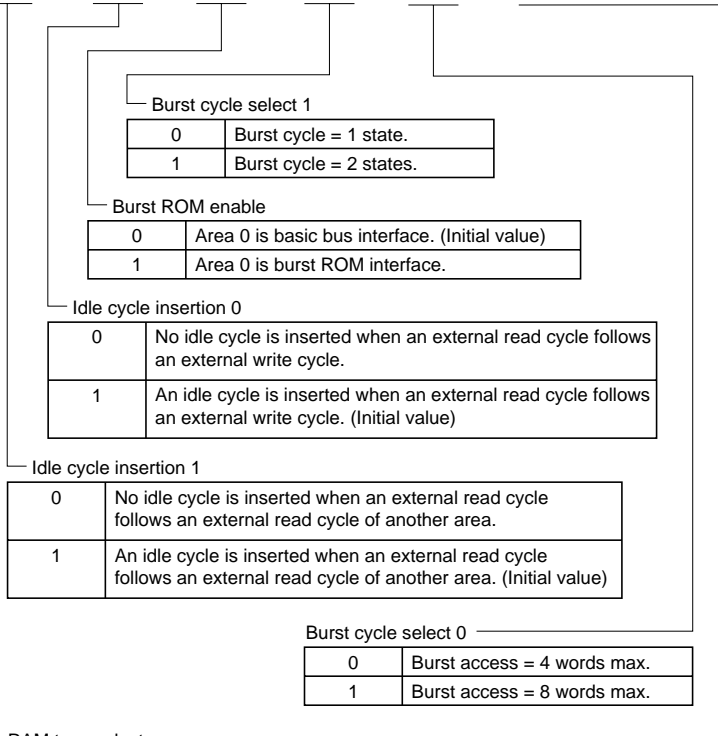 Burst cycle select 1
0 Burst cycle = 1 state.
1 Burst cycle = 2 states.
Burst ROM enable
0 Area 0 is basic bus interface. (Initial value)
1 Area 0 is burst ROM interface.
Idle cycle insertion 0
0 No idle cycle is inserted when an external read cycle follows
an external write cycle.
1 An idle cycle is inserted when an external read cycle follows
an external write cycle. (Initial value)
Idle cycle insertion 1
0 No idle cycle is inserted when an external read cycle
follows an external read cycle of another area.
1 An idle cycle is inserted when an external read cycle
follows an external read cycle of another area. (Initial value)
Burst cycle select 0
0 Burst access = 4 words max.
1 Burst access = 8 words max.